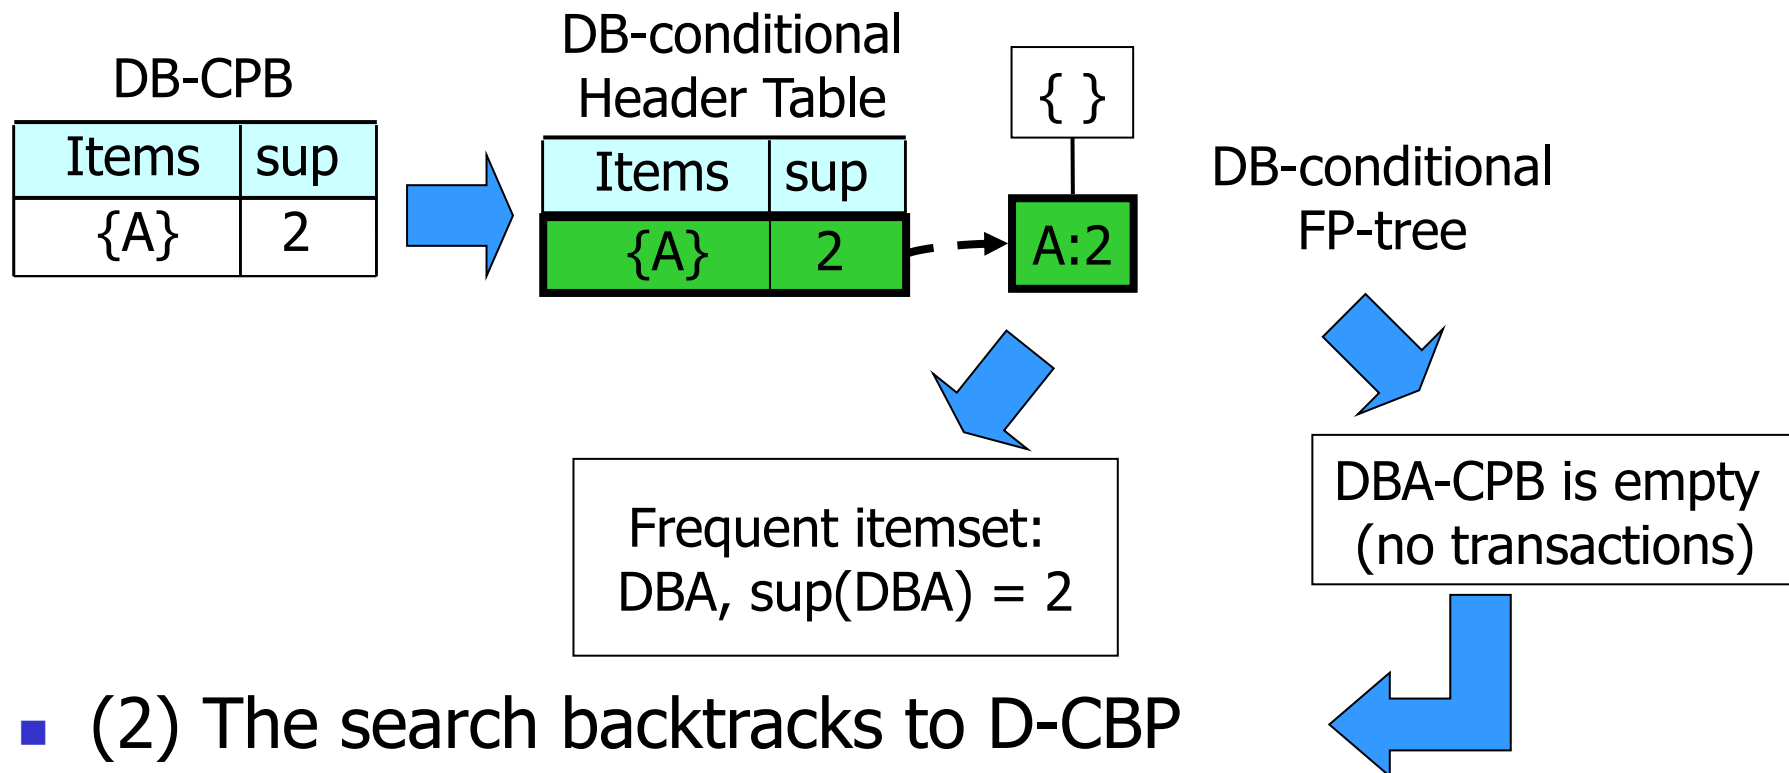 DB-CPB
Items sup
{A} 2
DB-conditional
Header Table
Items sup
{A} 2
{ }
A:2
DB-conditional
FP-tree
Frequent itemset:
DBA, sup(DBA) = 2
DBA-CPB is empty
(no transactions)
(2) The search backtracks to D-CBP